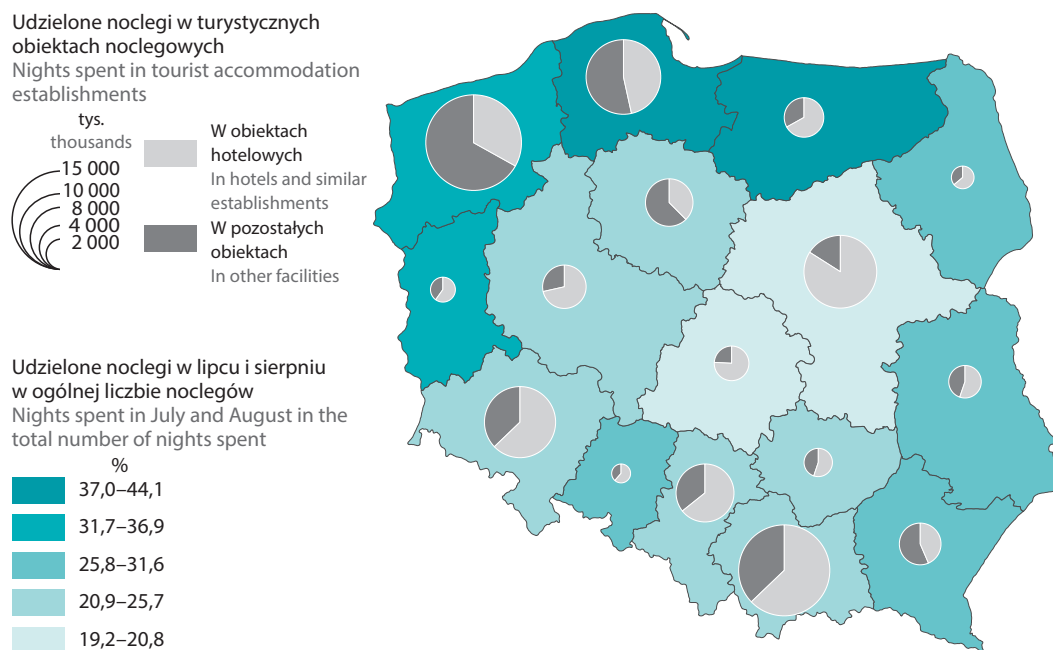 Udzielone noclegi w turystycznych
obiektach noclegowych
Nights spent in tourist accommodation
establishments
tys.
thousands
15 000
10 000
8 000
4 000
2 000
W obiektach
hotelowych
In hotels and similar
establishments
W pozostałych
obiektach
In other facilities
Udzielone noclegi w lipcu i sierpniu
w ogólnej liczbie noclegów
Nights spent in July and August in the
total number of nights spent
%
37,0–44,1
31,7–36,9
25,8–31,6
20,9–25,7
19,2–20,8